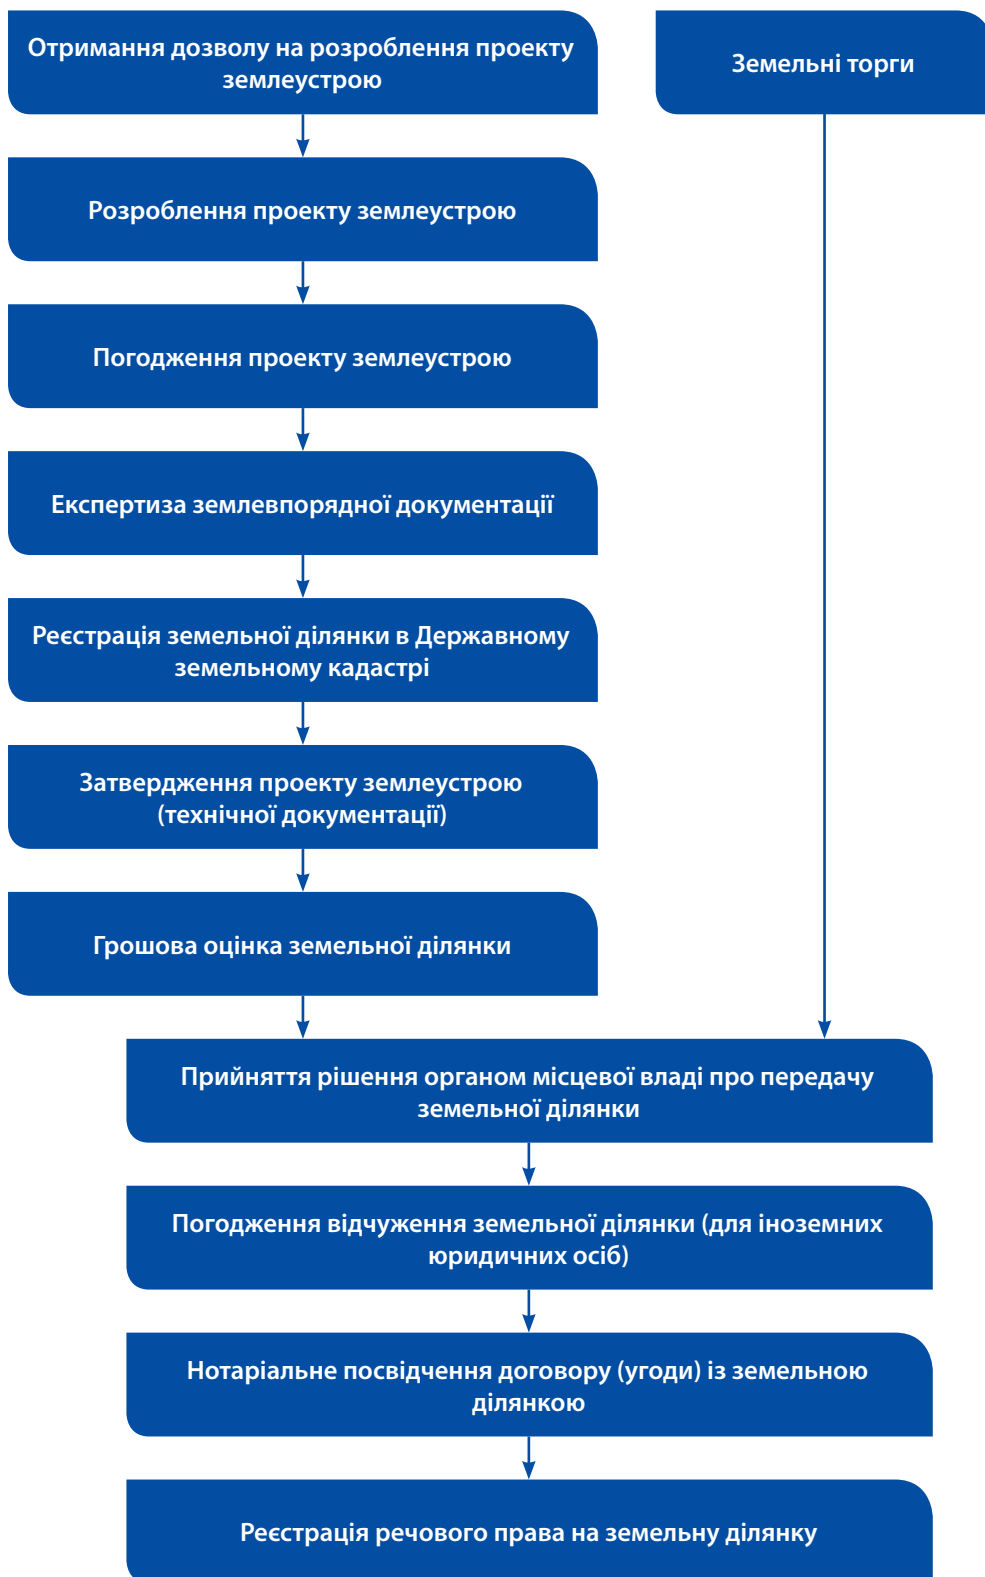 Отримання дозволу на розроблення проекту
землеустрою
Земельні торги
Розроблення проекту землеустрою
Погодження проекту землеустрою
Експертиза землевпорядної документації
Реєстрація земельної ділянки в Державному
земельному кадастрі
Затвердження проекту землеустрою
(технічної документації)
Грошова оцінка земельної ділянки
Прийняття рішення органом місцевої владі про передачу
земельної ділянки
Погодження відчуження земельної ділянки (для іноземних
юридичних осіб)
Нотаріальне посвідчення договору (угоди) із земельною
ділянкою
Реєстрація речового права на земельну ділянку